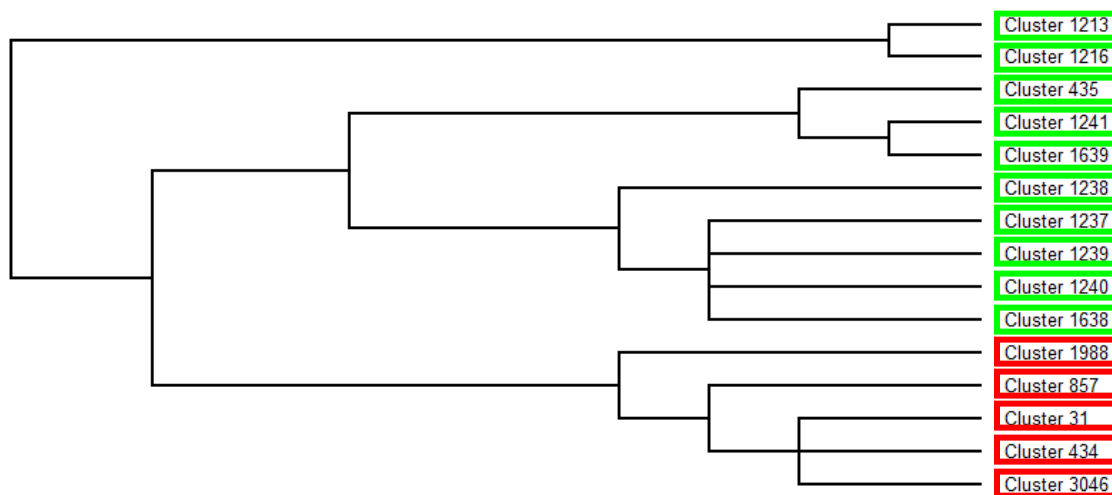 Cluster 1213
Cluster 1216
Cluster 435
Cluster 1241
Cluster 1639
Cluster 1238
Cluster 1237
Cluster 1239
Cluster 1240
Cluster 1638
Cluster 1988
Cluster 857
Cluster 31
Cluster 434
Cluster 3046